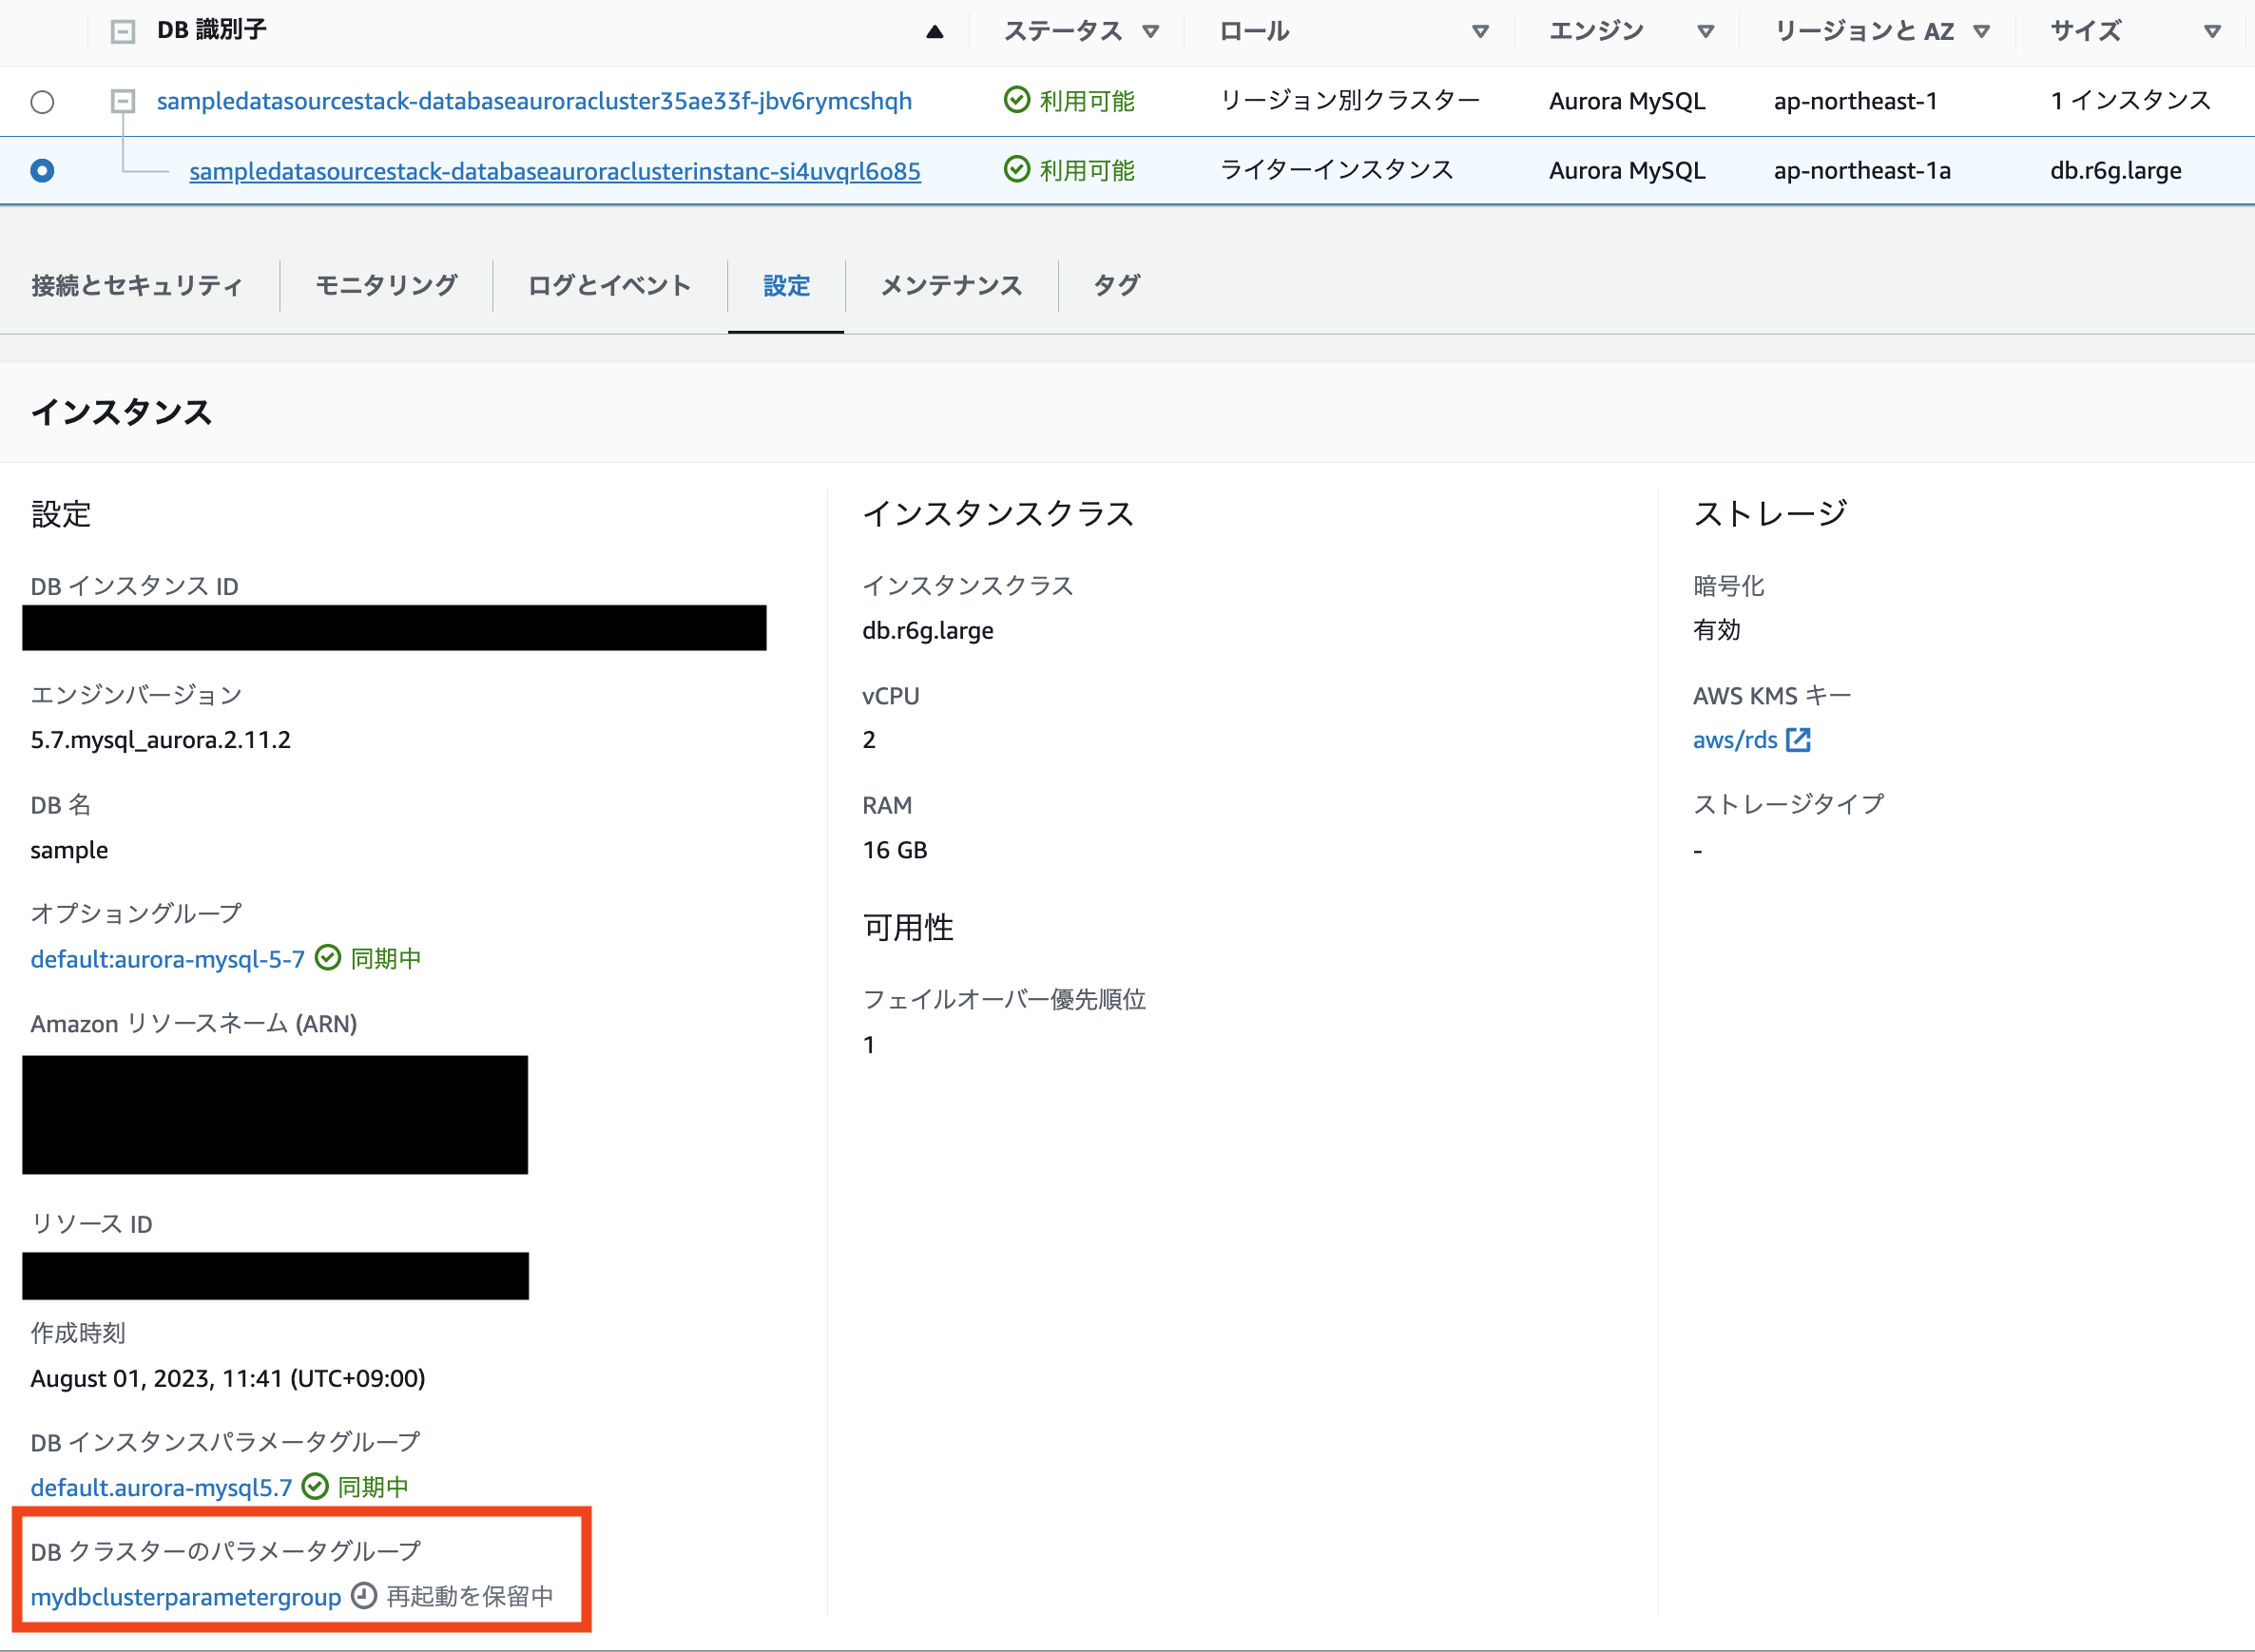 DB 識別子 ステータス ロール エンジン リージョンと AZ サイズ
sampledatasourcestack-databaseauroracluster35ae33f-jbv6rymcshqh 利用可能 リージョン別クラスター Aurora MySQL ap-northeast-1 1 インスタンス
sampledatasourcestack-databaseauroraclusterinstanc-si4uvqrl6o85 利用可能 ライターインスタンス Aurora MySQL ap-northeast-1a db.r6g.large
接続とセキュリティ モニタリング ログとイベント 設定 メンテナンス タグ
インスタンス
設定
DB インスタンス ID
エンジンバージョン
5.7.mysql_aurora.2.11.2
DB 名
sample
オプショングループ
default:aurora-mysql-5-7 同期中
Amazon リソースネーム (ARN)
リソース ID
作成時刻
August 01, 2023, 11:41 (UTC+09:00)
DB インスタンスパラメータグループ
default.aurora-mysql5.7 同期中
DB クラスターのパラメータグループ
mydbclusterparametergroup 再起動を保留中
インスタンスクラス
インスタンスクラス
db.r6g.large
vCPU
2
RAM
16 GB
可用性
フェイルオーバー優先順位
1
ストレージ
暗号化
有効
AWS KMS キー
aws/rds
ストレージタイプ
-